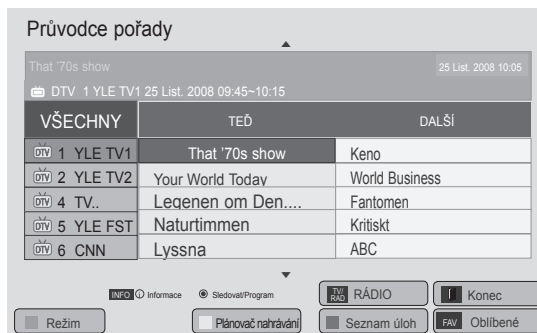 Průvodce pořady
That '70s show 25 List. 2008 10:05
DTV 1 YLE TV1 25 List. 2008 09:45~10:15
VŠECHNY TEĎ DALŠÍ
DTV 1 YLE TV1 That '70s show Keno
DTV 2 YLE TV2 Your World Today World Business
DTV 4 TV.. Legenen om Den.... Fantomen
DTV 5 YLE FST Naturtimmen Kritiskt
DTV 6 CNN Lyssna ABC
INFO i Informace Sledovat/Program TV/RAD RÁDIO Konec
Režim Plánovač nahrávání Seznam úloh FAV Oblíbené